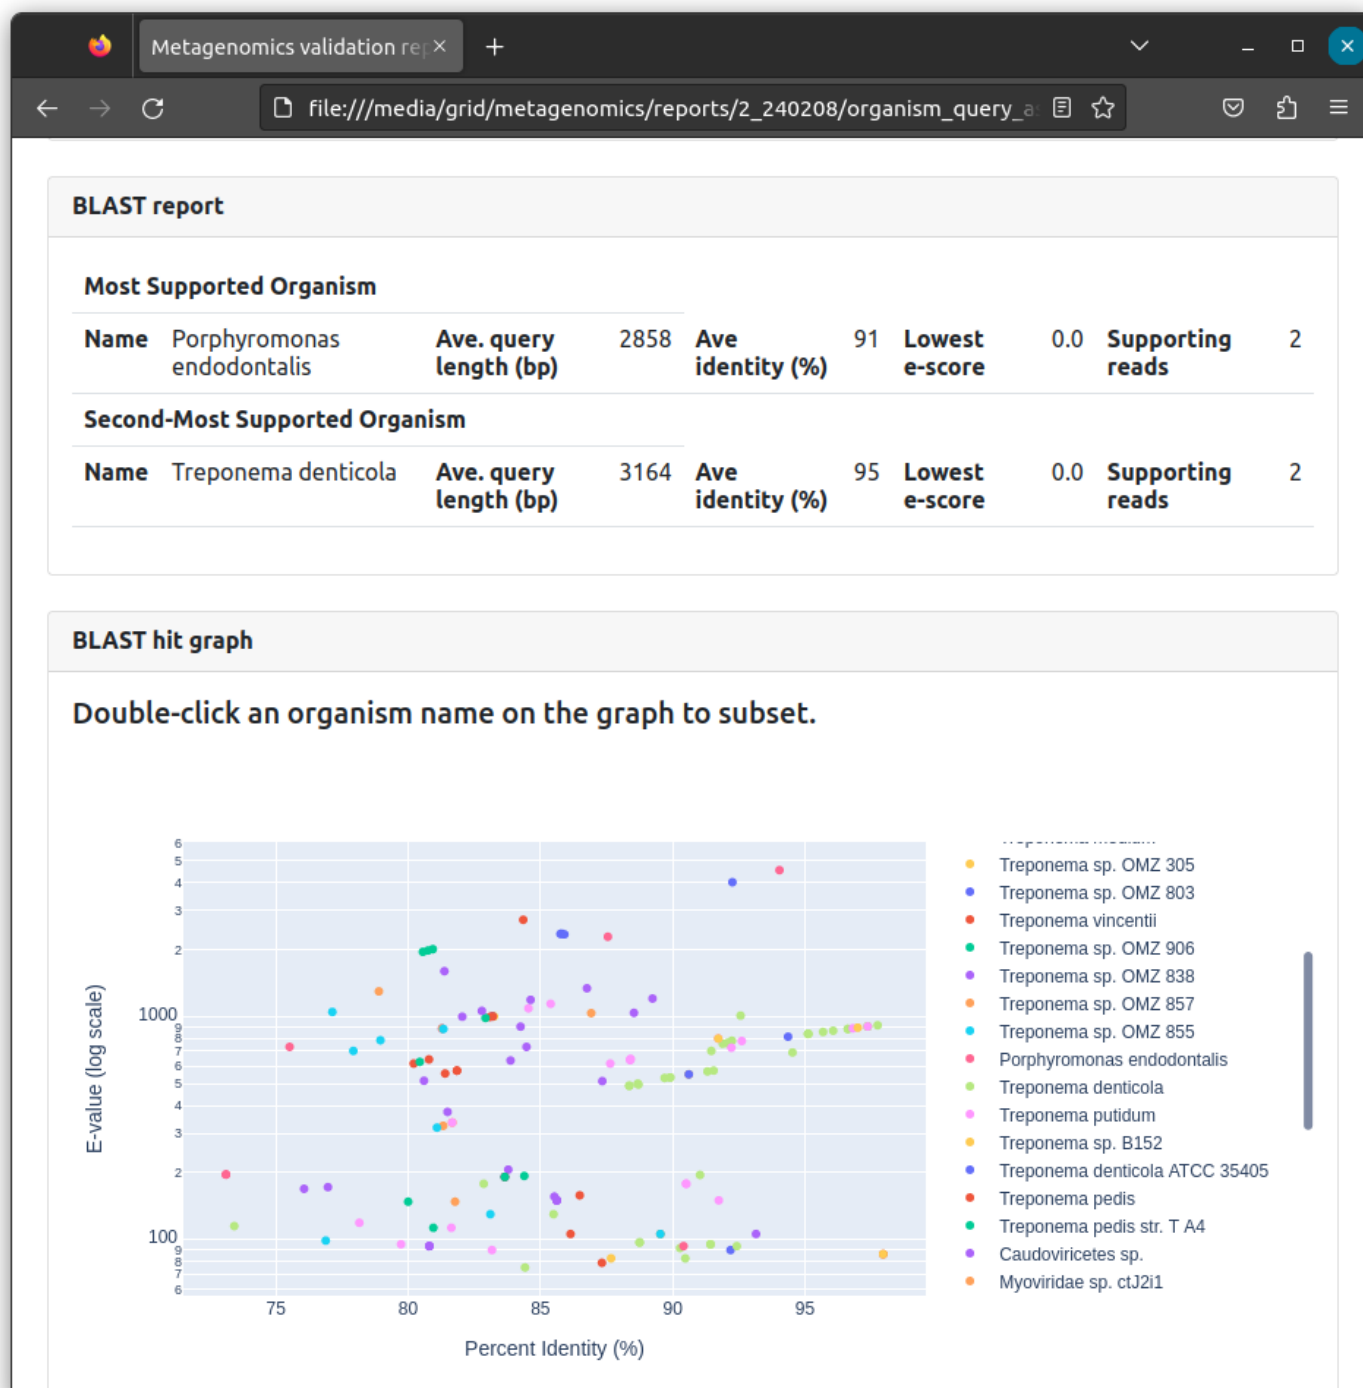 Metagenomics validation rep
file:///media/grid/metagenomics/reports/2_240208/organism_query_as
BLAST report
Most Supported Organism
Name Porphyromonas endodontalis Ave. query length (bp) 2858 Ave identity (%) 91 Lowest e-score 0.0 Supporting reads 2
Second-Most Supported Organism
Name Treponema denticola Ave. query length (bp) 3164 Ave identity (%) 95 Lowest e-score 0.0 Supporting reads 2
BLAST hit graph
Double-click an organism name on the graph to subset.
E-value (log scale)
6
5
4
3
2
1000
9
8
7
6
5
4
3
2
100
9
8
7
6
75 80 85 90 95
Percent Identity (%)
Treponema medium
Treponema sp. OMZ 305
Treponema sp. OMZ 803
Treponema vincentii
Treponema sp. OMZ 906
Treponema sp. OMZ 838
Treponema sp. OMZ 857
Treponema sp. OMZ 855
Porphyromonas endodontalis
Treponema denticola
Treponema putidum
Treponema sp. B152
Treponema denticola ATCC 35405
Treponema pedis
Treponema pedis str. T A4
Caudoviricetes sp.
Myoviridae sp. ctJ2i1